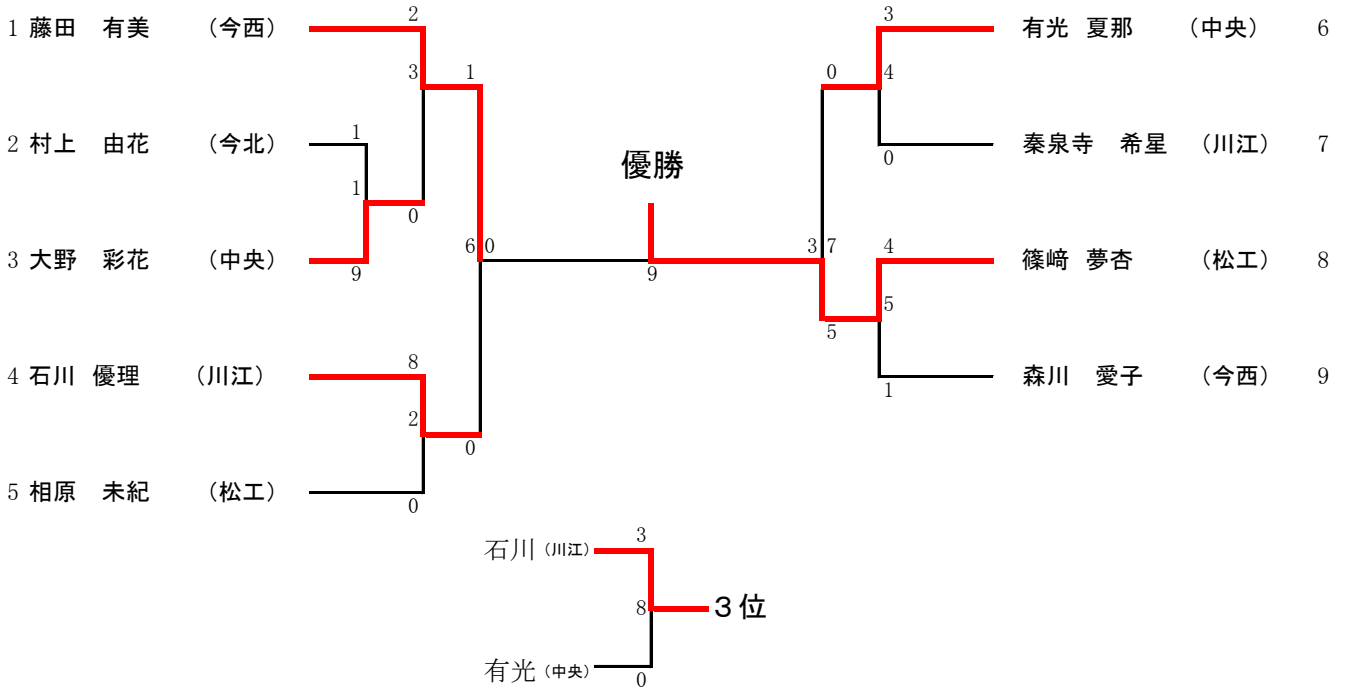 2
3
1 藤田　有美　（今西）
有光 夏那　（中央） 6
3 1
0 4
1
2 村上　由花　（今北）
秦泉寺　希星　（川江） 7
0
優勝
1
0
3 大野　彩花　（中央）
9
6 0
9
3 7
4
篠﨑 夢杏　（松工） 8
5
5
8
4 石川 優理　（川江）
森川　愛子　（今西） 9
1
2
0
5 相原　未紀　（松工）
0
3
石川（川江）
8
３位
有光（中央）
0